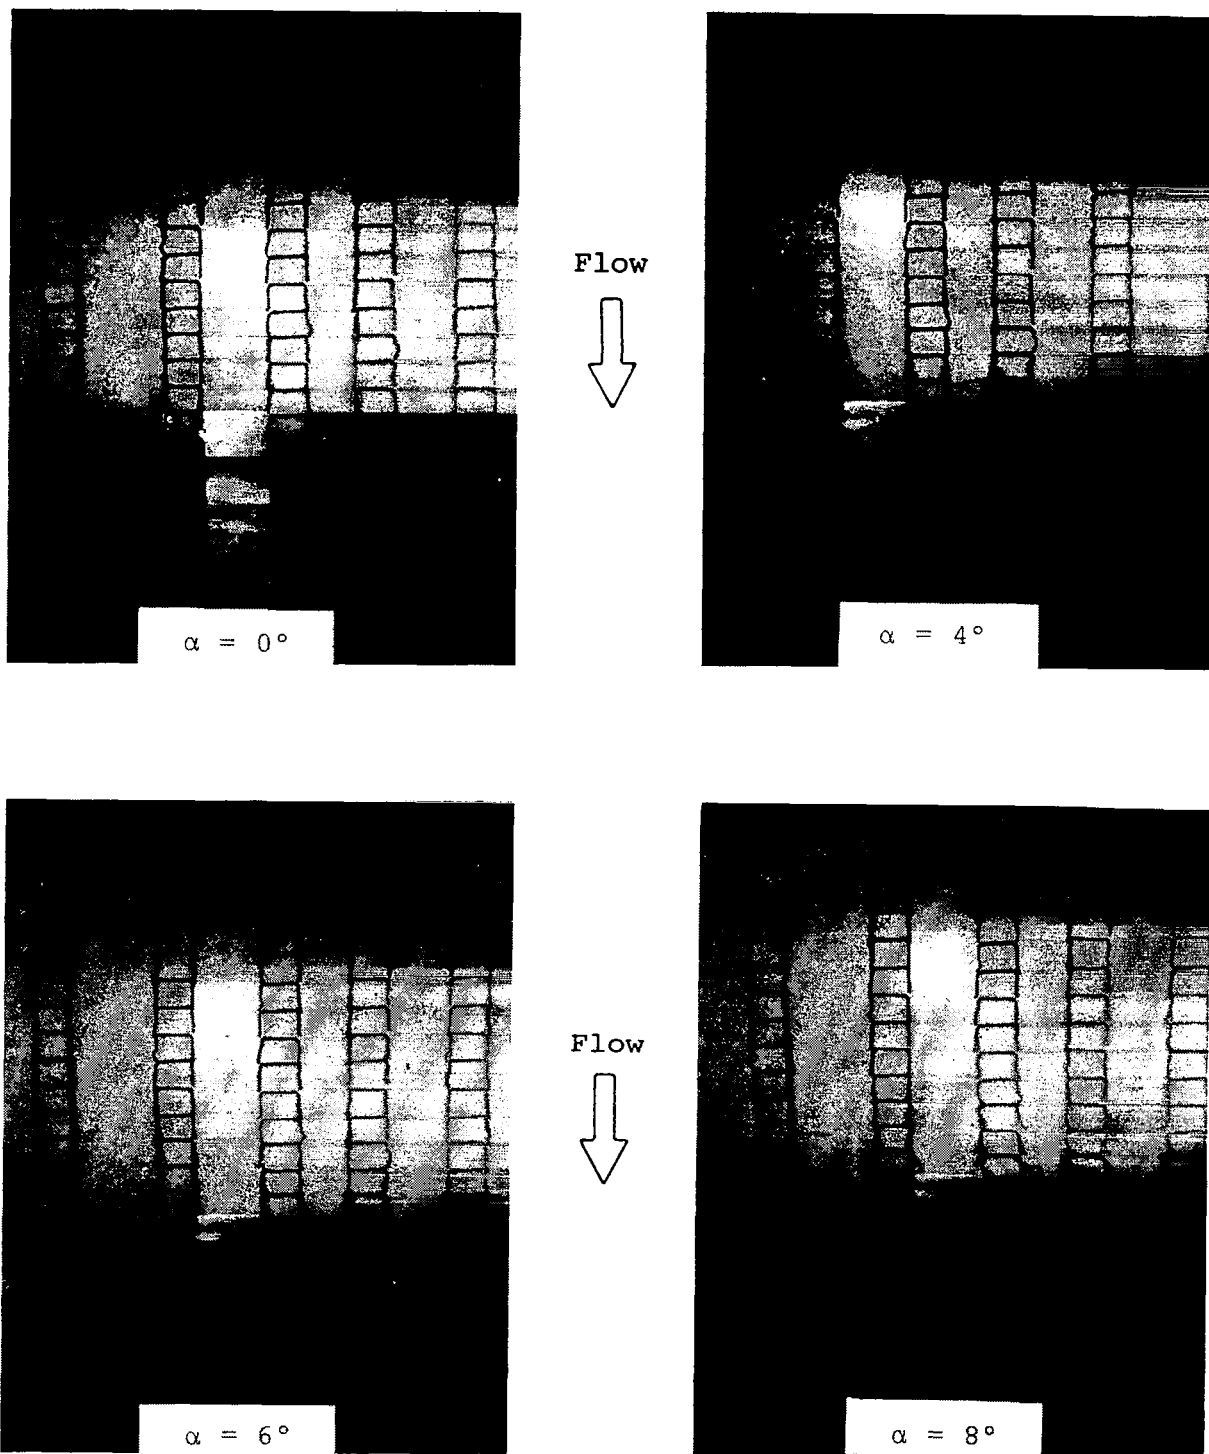 Flow
α = 0°
α = 4°
Flow
α = 6°
α = 8°